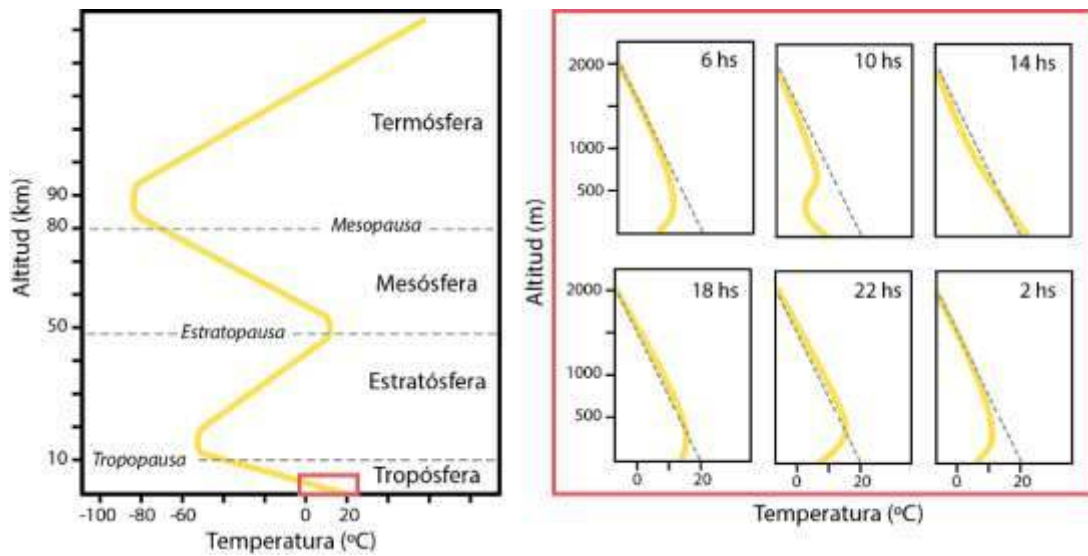 Altitud (km)
Termósfera
90
80
Mesopausa
Mesósfera
50
Estratopausa
Estratósfera
10
Tropopausa
Tropósfera
-100 -80 -60 0 20
Temperatura (ºC)
Altitud (m)
6 hs 10 hs 14 hs
2000
1000
500
18 hs 22 hs 2 hs
2000
1000
500
0 20 0 20 0 20
Temperatura (ºC)